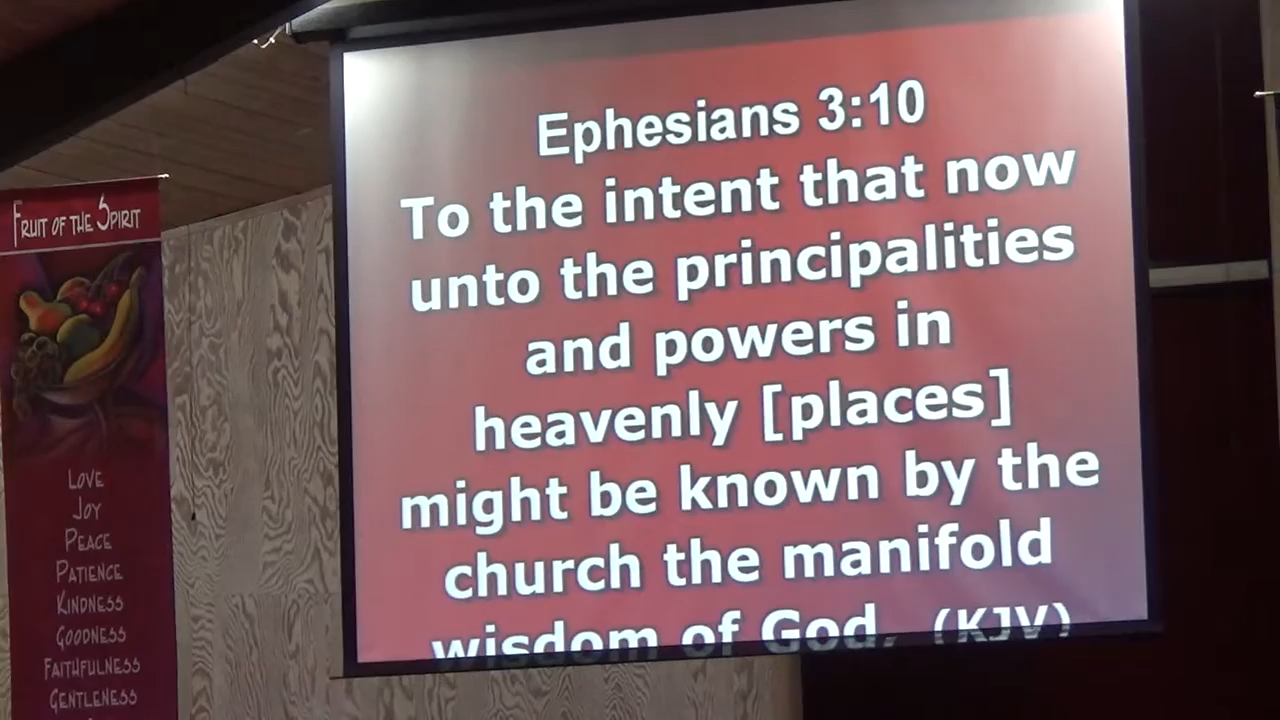 Ephesians 3:10
To the intent that now
unto the principalities
and powers in
heavenly [places]
might be known by the
church the manifold
wisdom of God, (KJV)
FRUIT OF THE SPIRIT
LOVE
JOY
PEACE
PATIENCE
KINDNESS
GOODNESS
FAITHFULNESS
GENTLENESS